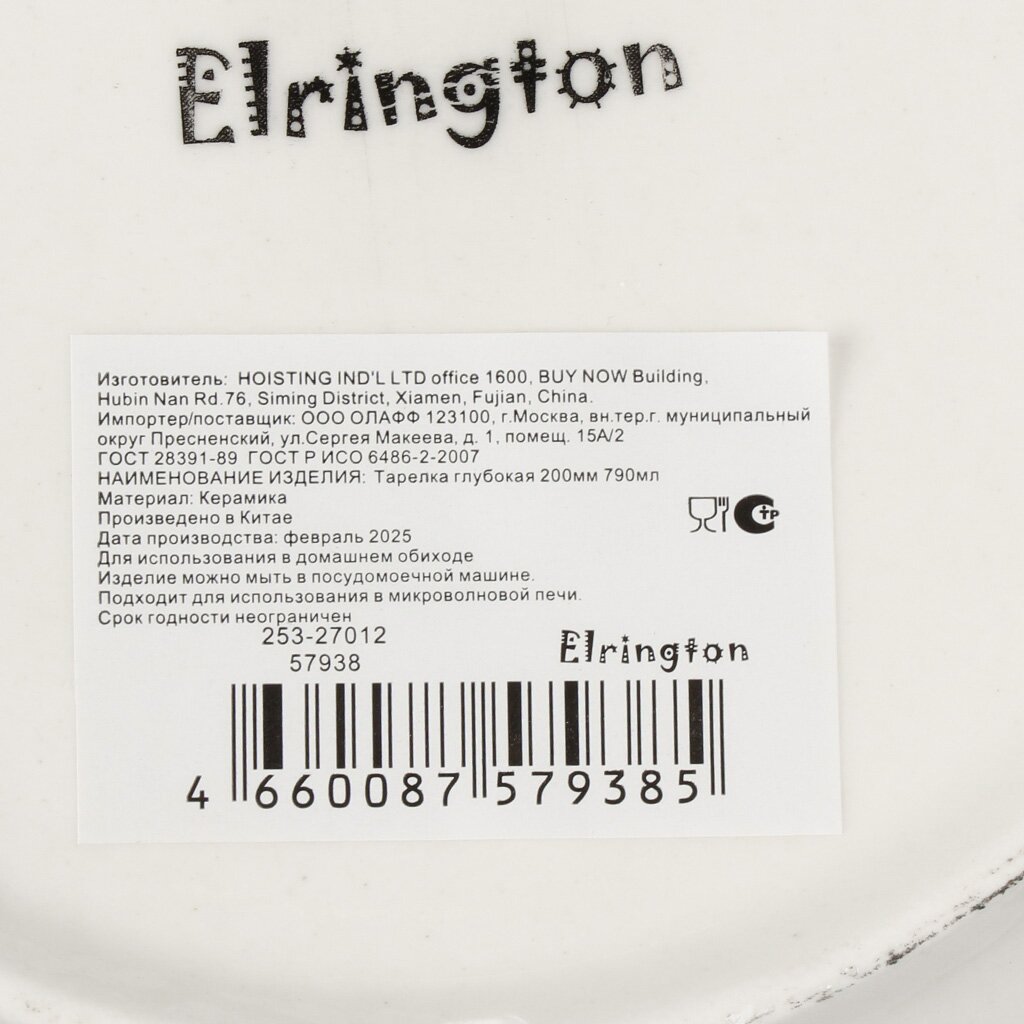 Elrington
Изготовитель: HOISTING IND'L LTD office 1600, BUY NOW Building,
Hubin Nan Rd.76, Siming District, Xiamen, Fujian, China.
Импортер/поставщик: ООО ОЛАФФ 123100, г.Москва, вн.тер.г. муниципальный
округ Пресненский, ул.Сергея Макеева, д. 1, помещ. 15А/2
ГОСТ 28391-89 ГОСТ Р ИСО 6486-2-2007
НАИМЕНОВАНИЕ ИЗДЕЛИЯ: Тарелка глубокая 200мм 790мл
Материал: Керамика
Произведено в Китае
Дата производства: февраль 2025
Для использования в домашнем обиходе
Изделие можно мыть в посудомоечной машине.
Подходит для использования в микроволновой печи.
Срок годности неограничен
253-27012
57938
Elrington
СТР
4 660087 579385